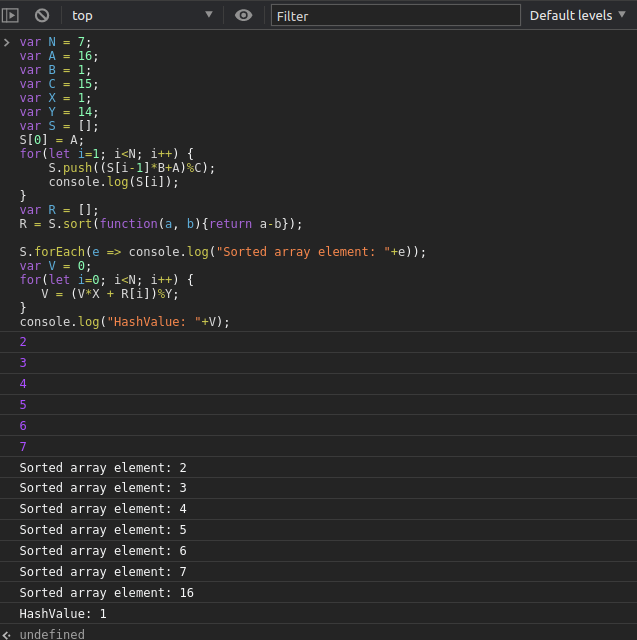 top
Filter
Default levels
var N = 7;
var A = 16;
var B = 1;
var C = 15;
var X = 1;
var Y = 14;
var S = [];
S[0] = A;
for(let i=1; i<N; i++) {
    S.push((S[i-1]*B+A)%C);
    console.log(S[i]);
}
var R = [];
R = S.sort(function(a, b){return a-b});

S.forEach(e => console.log("Sorted array element: "+e));
var V = 0;
for(let i=0; i<N; i++) {
   V = (V*X + R[i])%Y;
}
console.log("HashValue: "+V);
2
3
4
5
6
7
Sorted array element: 2
Sorted array element: 3
Sorted array element: 4
Sorted array element: 5
Sorted array element: 6
Sorted array element: 7
Sorted array element: 16
HashValue: 1
undefined